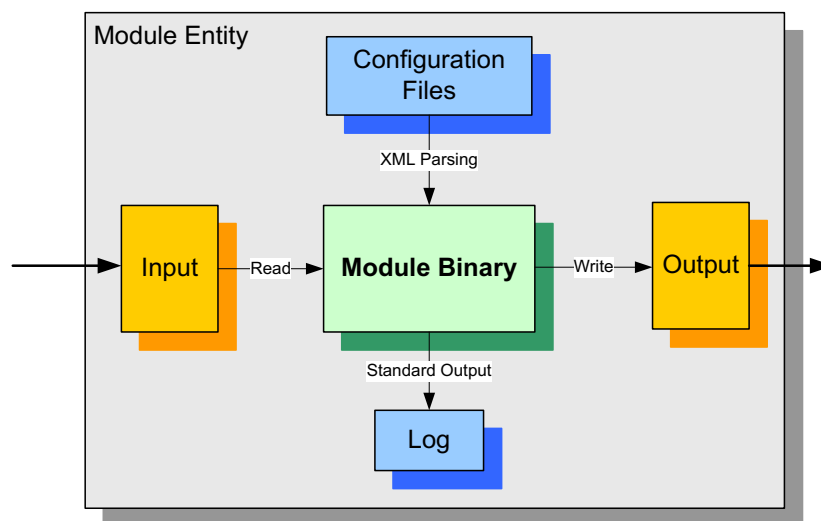 Module Entity
Configuration
Files
XML Parsing
Input
Read
Module Binary
Write
Output
Standard Output
Log